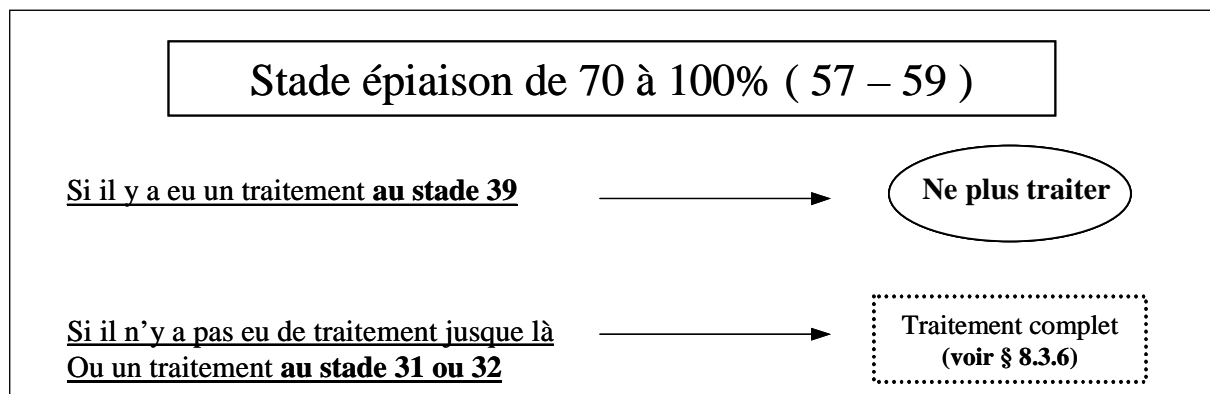 Stade épiaison de 70 à 100% ( 57 – 59 )
Si il y a eu un traitement au stade 39
Ne plus traiter
Si il n’y a pas eu de traitement jusque là
Ou un traitement au stade 31 ou 32
Traitement complet
(voir § 8.3.6)